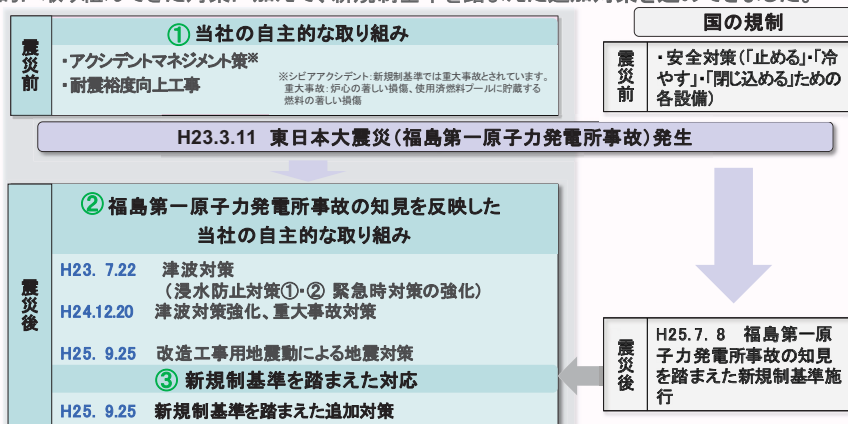 国の規制
震災前
①当社の自主的な取り組み
・アクシデントマネジメント策※
・耐震裕度向上工事
※シビアアクシデント:新規制基準では重大事故とされています。
重大事故:炉心の著しい損傷、使用済燃料プールに貯蔵する
燃料の著しい損傷
震災前
・安全対策(「止める」・「冷
やす」・「閉じ込める」ための
各設備)
H23.3.11 東日本大震災(福島第一原子力発電所事故)発生
震災後
②福島第一原子力発電所事故の知見を反映した
当社の自主的な取り組み
H23. 7.22 津波対策
(浸水防止対策①・② 緊急時対策の強化)
H24.12.20 津波対策強化、重大事故対策
H25. 9.25 改造工事用地震動による地震対策
③ 新規制基準を踏まえた対応
H25. 9.25 新規制基準を踏まえた追加対策
震災後
H25.7.8 福島第一原
子力発電所事故の知見
を踏まえた新規制基準施
行